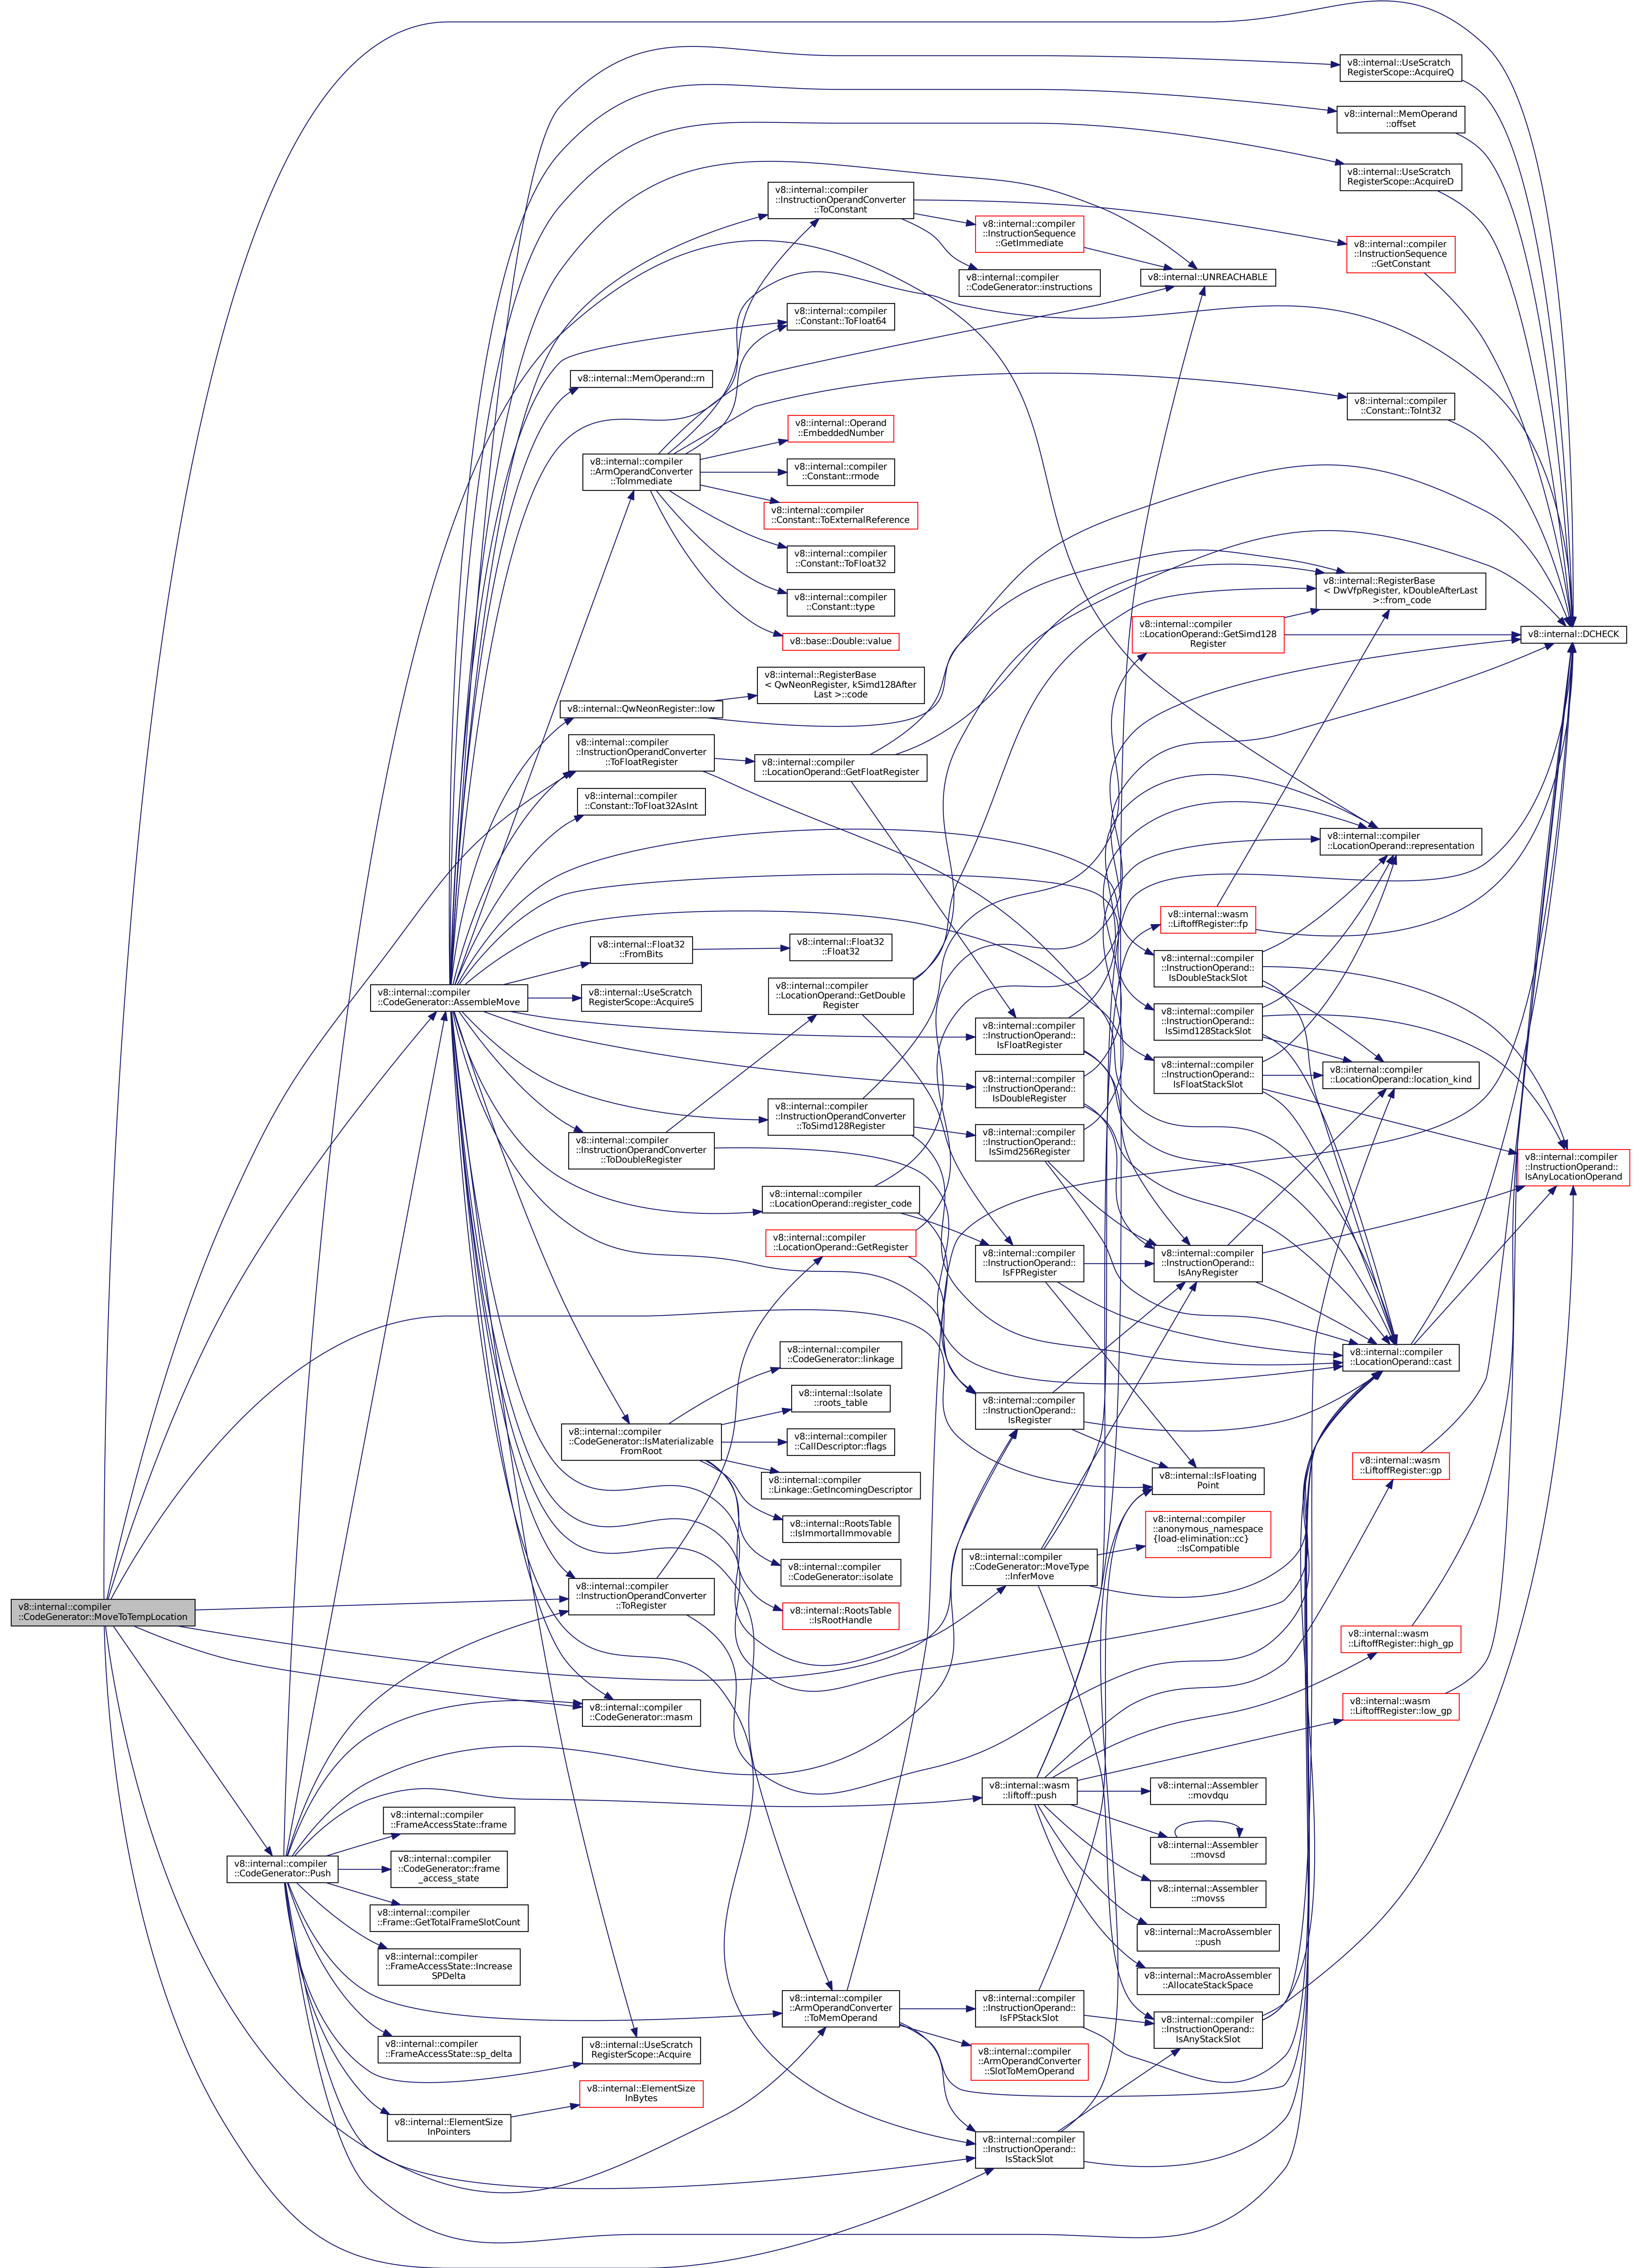 v8::internal::compiler
::CodeGenerator::MoveToTempLocation
v8::internal::compiler
::CodeGenerator::Push
v8::internal::compiler
::CodeGenerator::AssembleMove
v8::internal::compiler
::FrameAccessState::frame
v8::internal::compiler
::CodeGenerator::frame
_access_state
v8::internal::compiler
::Frame::GetTotalFrameSlotCount
v8::internal::compiler
::FrameAccessState::Increase
SPDelta
v8::internal::compiler
::FrameAccessState::sp_delta
v8::internal::ElementSize
InPointers
v8::internal::MemOperand::rn
v8::internal::compiler
::ArmOperandConverter
::ToImmediate
v8::internal::QwNeonRegister::low
v8::internal::compiler
::InstructionOperandConverter
::ToFloatRegister
v8::internal::compiler
::Constant::ToFloat32AsInt
v8::internal::Float32
::FromBits
v8::internal::UseScratch
RegisterScope::AcquireS
v8::internal::compiler
::InstructionOperandConverter
::ToDoubleRegister
v8::internal::compiler
::CodeGenerator::IsMaterializable
FromRoot
v8::internal::compiler
::InstructionOperandConverter
::ToRegister
v8::internal::compiler
::CodeGenerator::masm
v8::internal::UseScratch
RegisterScope::Acquire
v8::internal::ElementSize
InBytes
v8::internal::compiler
::InstructionOperandConverter
::ToConstant
v8::internal::compiler
::Constant::ToFloat64
v8::internal::Operand
::EmbeddedNumber
v8::internal::compiler
::Constant::rmode
v8::internal::compiler
::Constant::ToExternalReference
v8::internal::compiler
::Constant::ToFloat32
v8::internal::compiler
::Constant::type
v8::base::Double::value
v8::internal::RegisterBase
< QwNeonRegister, kSimd128After
Last >::code
v8::internal::compiler
::LocationOperand::GetFloatRegister
v8::internal::Float32
::Float32
v8::internal::compiler
::LocationOperand::GetDouble
Register
v8::internal::compiler
::InstructionOperandConverter
::ToSimd128Register
v8::internal::compiler
::LocationOperand::register_code
v8::internal::compiler
::LocationOperand::GetRegister
v8::internal::compiler
::CodeGenerator::linkage
v8::internal::Isolate
::roots_table
v8::internal::compiler
::CallDescriptor::flags
v8::internal::compiler
::Linkage::GetIncomingDescriptor
v8::internal::RootsTable
::IsImmortalImmovable
v8::internal::compiler
::CodeGenerator::isolate
v8::internal::RootsTable
::IsRootHandle
v8::internal::compiler
::ArmOperandConverter
::ToMemOperand
v8::internal::compiler
::InstructionSequence
::GetImmediate
v8::internal::compiler
::CodeGenerator::instructions
v8::internal::compiler
::InstructionOperand::
IsFloatRegister
v8::internal::compiler
::InstructionOperand::
IsDoubleRegister
v8::internal::compiler
::InstructionOperand::
IsSimd256Register
v8::internal::compiler
::InstructionOperand::
IsFPRegister
v8::internal::compiler
::InstructionOperand::
IsRegister
v8::internal::compiler
::CodeGenerator::MoveType
::InferMove
v8::internal::wasm
::liftoff::push
v8::internal::compiler
::InstructionOperand::
IsFPStackSlot
v8::internal::compiler
::ArmOperandConverter
::SlotToMemOperand
v8::internal::compiler
::InstructionOperand::
IsStackSlot
v8::internal::UNREACHABLE
v8::internal::compiler
::LocationOperand::GetSimd128
Register
v8::internal::wasm
::LiftoffRegister::fp
v8::internal::compiler
::InstructionOperand::
IsDoubleStackSlot
v8::internal::compiler
::InstructionOperand::
IsSimd128StackSlot
v8::internal::compiler
::InstructionOperand::
IsFloatStackSlot
v8::internal::compiler
::InstructionOperand::
IsAnyRegister
v8::internal::IsFloating
Point
v8::internal::compiler
::anonymous_namespace
{load-elimination::cc}
::IsCompatible
v8::internal::Assembler
::movdqu
v8::internal::Assembler
::movsd
v8::internal::Assembler
::movss
v8::internal::MacroAssembler
::push
v8::internal::MacroAssembler
::AllocateStackSpace
v8::internal::compiler
::InstructionOperand::
IsAnyStackSlot
v8::internal::UseScratch
RegisterScope::AcquireQ
v8::internal::MemOperand
::offset
v8::internal::UseScratch
RegisterScope::AcquireD
v8::internal::compiler
::InstructionSequence
::GetConstant
v8::internal::compiler
::Constant::ToInt32
v8::internal::RegisterBase
< DwVfpRegister, kDoubleAfterLast
>::from_code
v8::internal::compiler
::LocationOperand::representation
v8::internal::compiler
::LocationOperand::location_kind
v8::internal::compiler
::LocationOperand::cast
v8::internal::wasm
::LiftoffRegister::gp
v8::internal::wasm
::LiftoffRegister::high_gp
v8::internal::wasm
::LiftoffRegister::low_gp
v8::internal::DCHECK
v8::internal::compiler
::InstructionOperand::
IsAnyLocationOperand